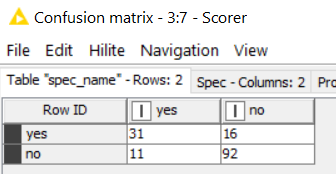 Confusion matrix - 3:7 - Scorer
File Edit Hilite Navigation View
Table "spec_name" - Rows: 2 Spec - Columns: 2 Pro
Row ID I yes I no
yes 31 16
no 11 92